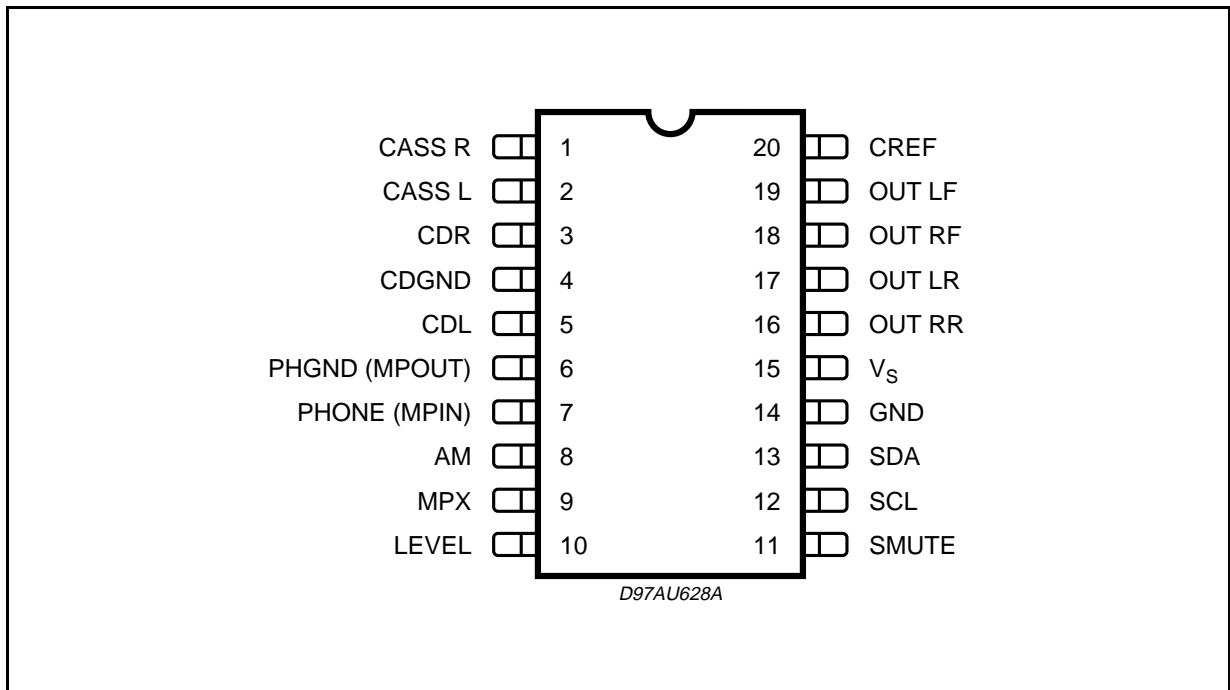 CASS R 1 20 CREF
CASS L 2 19 OUT LF
CDR 3 18 OUT RF
CDGND 4 17 OUT LR
CDL 5 16 OUT RR
PHGND (MPOUT) 6 15 VS
PHONE (MPIN) 7 14 GND
AM 8 13 SDA
MPX 9 12 SCL
LEVEL 10 11 SMUTE
D97AU628A